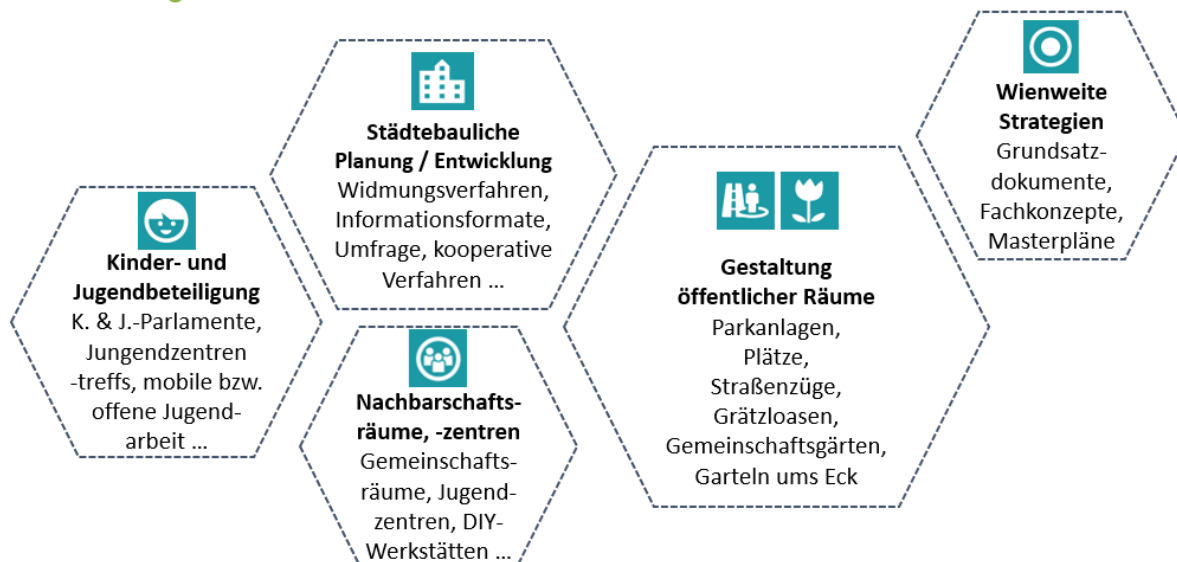 Kinder- und
Jugendbeteiligung
K. & J.-Parlamente,
Jungendzentren
-treffs, mobile bzw.
offene Jugend-
arbeit ...
Städtebauliche
Planung / Entwicklung
Widmungsverfahren,
Informationsformate,
Umfrage, kooperative
Verfahren ...
Nachbarschafts-
räume, -zentren
Gemeinschafts-
räume, Jugend-
zentren, DIY-
Werkstätten ...
Gestaltung
öffentlicher Räume
Parkanlagen,
Plätze,
Straßenzüge,
Grätzloasen,
Gemeinschaftsgärten,
Garteln ums Eck
Wienweite
Strategien
Grundsatz-
dokumente,
Fachkonzepte,
Masterpläne